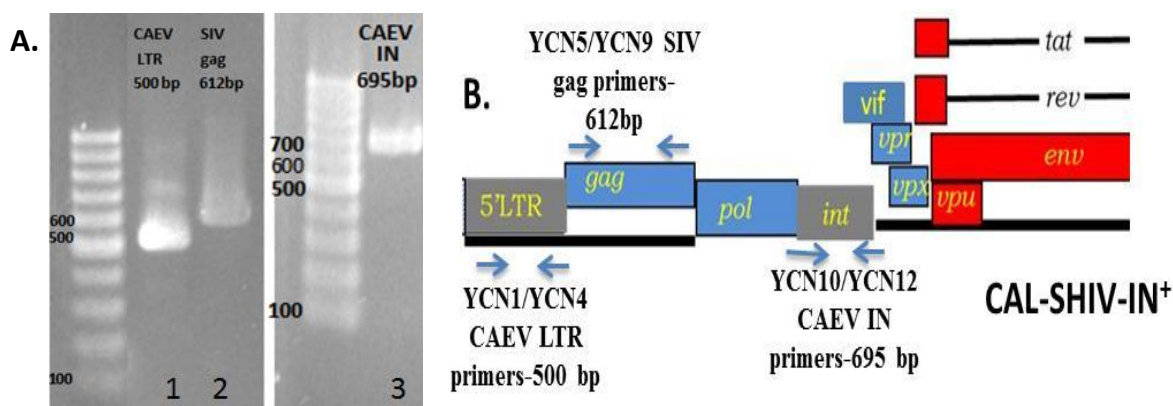 A.
CAEV
LTR
500 bp
SIV
gag
612bp
600
500
100
1
2
CAEV
IN
695bp
700
600
500
100
3
B.
YCN5/YCN9 SIV
gag primers-
612bp
5'LTR
gag
pol
int
vif
vpr
vpx
vpu
env
tat
rev
YCN1/YCN4
CAEV LTR
primers-500 bp
YCN10/YCN12
CAEV IN
primers-695 bp
CAL-SHIV-IN⁺